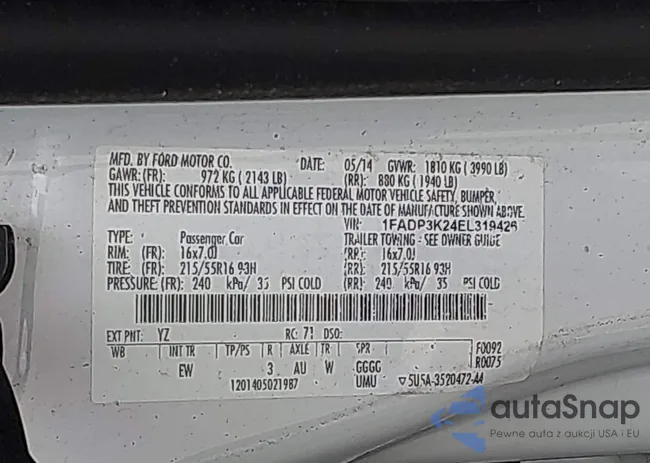 MFD. BY FORD MOTOR CO. DATE: 05/14 GVWR: 1810 KG ( 3990 LB)
GAWR: (FR): 972 KG ( 2143 LB) (RR): 880 KG ( 1940 LB)
THIS VEHICLE CONFORMS TO ALL APPLICABLE FEDERAL MOTOR VEHICLE SAFETY, BUMPER,
AND THEFT PREVENTION STANDARDS IN EFFECT ON THE DATE OF MANUFACTURE SHOWN ABOVE.
VIN: 1FADP3K24EL319426
TYPE: Passenger Car TRAILER TOWING - SEE OWNER GUIDE
RIM: (FR): 16x7.0J (RR): 16x7.0J
TIRE: (FR): 215/55R16 93H (RR): 215/55R16 93H
PRESSURE: (FR): 240 kPa/ 35 PSI COLD (RR): 240 kPa/ 35 PSI COLD
EXT PNT: YZ RC: 71 DSO:
WB INT TR TP/PS R AXLE TR SPR F0092
EW 3 AU W GGGG R0075
1201405021987 UMU ▽5U5A-3520472-AA
autaSnap
Pewne auta z aukcji USA i EU